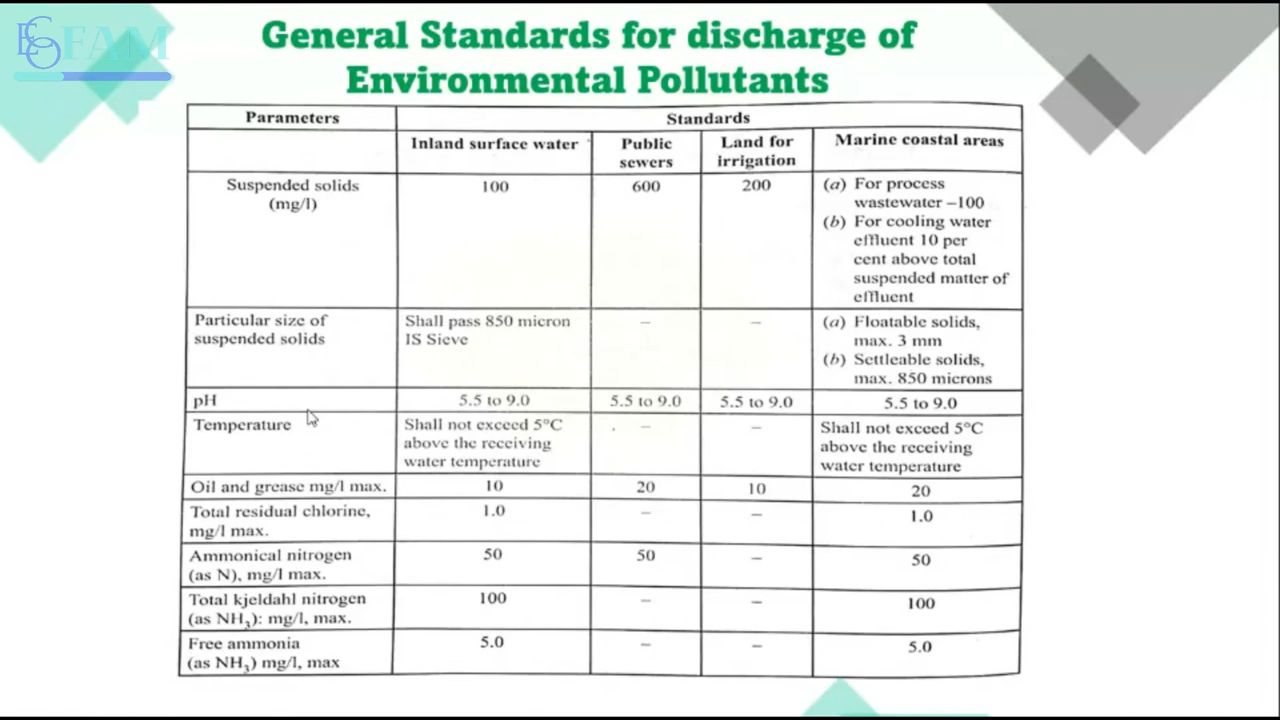 ESG FAM
General Standards for discharge of
Environmental Pollutants
Parameters
Standards
Inland surface water
Public
sewers
Land for
irrigation
Marine coastal areas
Suspended solids
(mg/l)
100
600
200
(a) For process
wastewater –100
(b) For cooling water
effluent 10 per
cent above total
suspended matter of
effluent
Particular size of
suspended solids
Shall pass 850 micron
IS Sieve
–
–
(a) Floatable solids,
max. 3 mm
(b) Settleable solids,
max. 850 microns
pH
5.5 to 9.0
5.5 to 9.0
5.5 to 9.0
5.5 to 9.0
Temperature
Shall not exceed 5°C
above the receiving
water temperature
–
–
Shall not exceed 5°C
above the receiving
water temperature
Oil and grease mg/l max.
10
20
10
20
Total residual chlorine,
mg/l max.
1.0
–
–
1.0
Ammonical nitrogen
(as N), mg/l max.
50
50
–
50
Total kjeldahl nitrogen
(as NH₃): mg/l, max.
100
–
–
100
Free ammonia
(as NH₃) mg/l, max
5.0
–
–
5.0